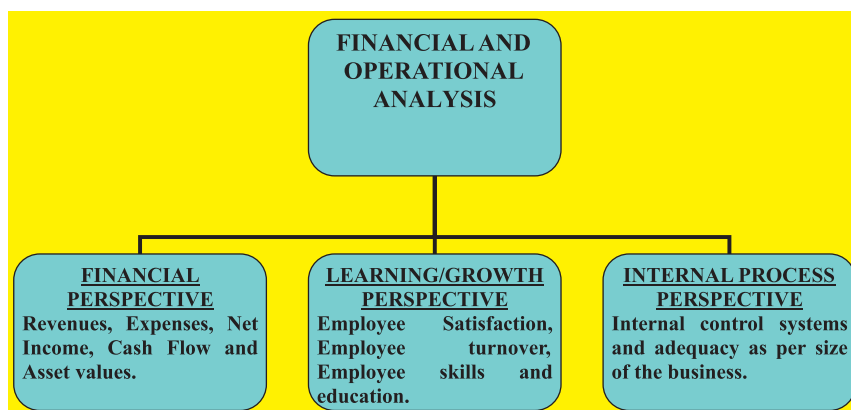 FINANCIAL AND
OPERATIONAL
ANALYSIS
FINANCIAL
PERSPECTIVE
Revenues, Expenses, Net
Income, Cash Flow and
Asset values.
LEARNING/GROWTH
PERSPECTIVE
Employee Satisfaction,
Employee turnover,
Employee skills and
education.
INTERNAL PROCESS
PERSPECTIVE
Internal control systems
and adequacy as per size
of the business.